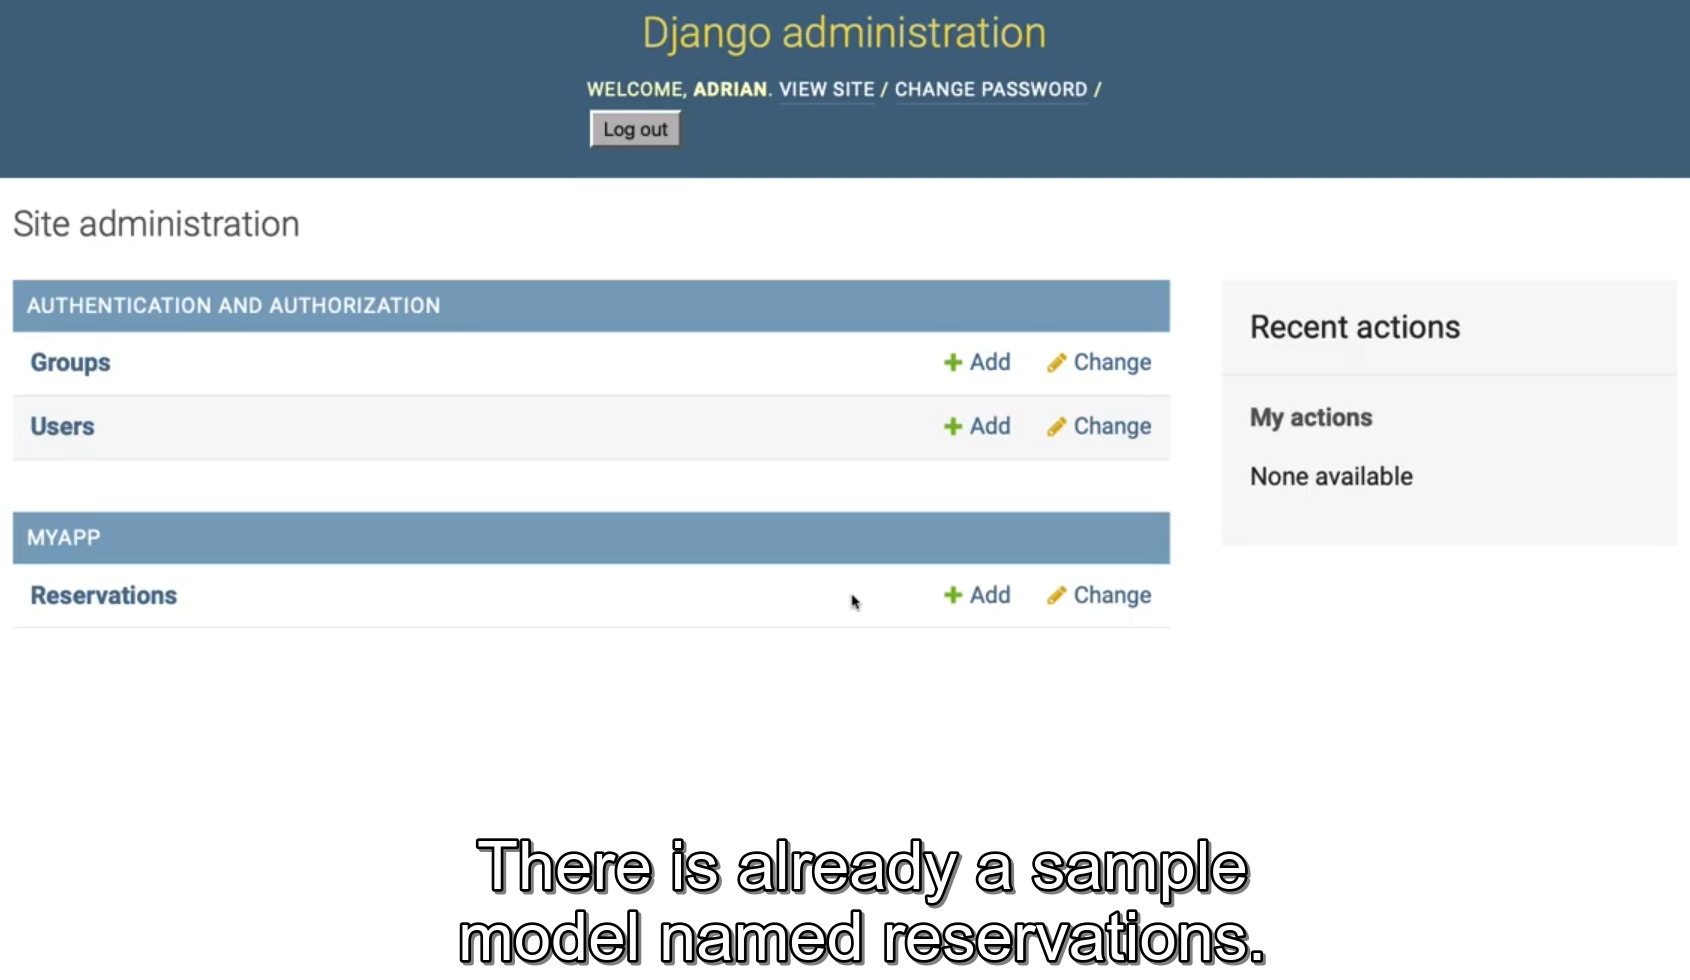 Django administration
WELCOME, ADRIAN. VIEW SITE / CHANGE PASSWORD /
Log out
Site administration
AUTHENTICATION AND AUTHORIZATION
Groups Add Change
Users Add Change
MYAPP
Reservations Add Change
Recent actions
My actions
None available
There is already a sample
model named reservations.